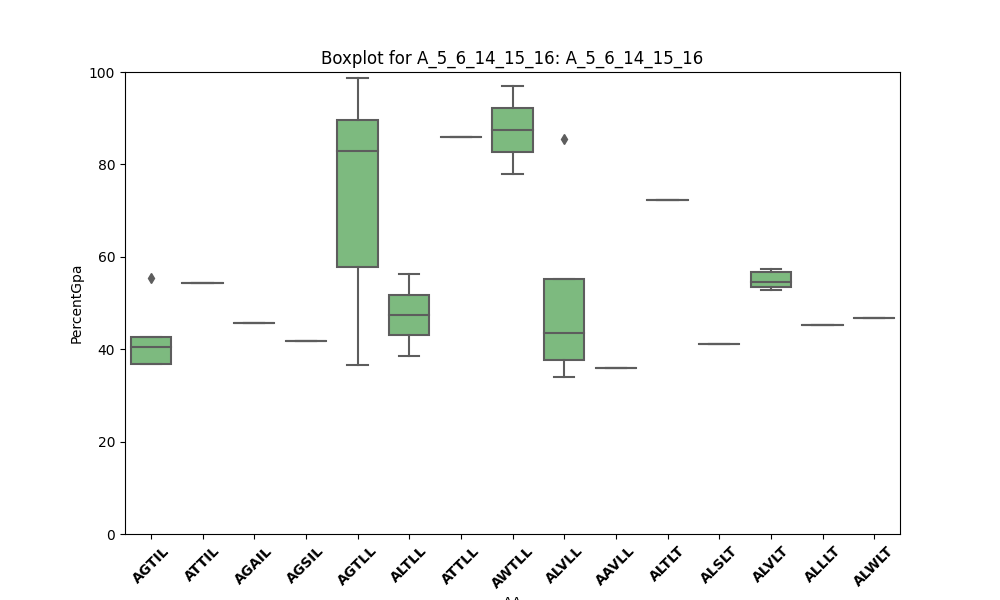 Boxplot for A_5_6_14_15_16: A_5_6_14_15_16
100
80
60
40
20
0
PercentGpa
AGTIL
ATTIL
AGAIL
AGSIL
AGTLL
ALTLL
ATTLL
AWTLL
ALVLL
AAVLL
ALTLT
ALSLT
ALVLT
ALLLT
ALWLT